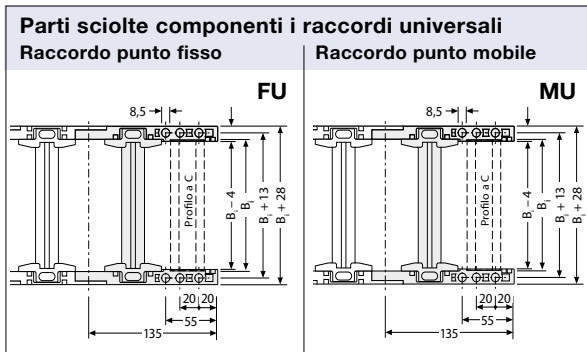 Parti sciolte componenti i raccordi universali
Raccordo punto fisso
Raccordo punto mobile
FU
8,5
Profilo a C
Bi – 4
Bi
Bi + 13
Bi + 28
20 20
55
135
MU
8,5
Profilo a C
Bi – 4
Bi
Bi + 13
Bi + 28
20 20
55
135